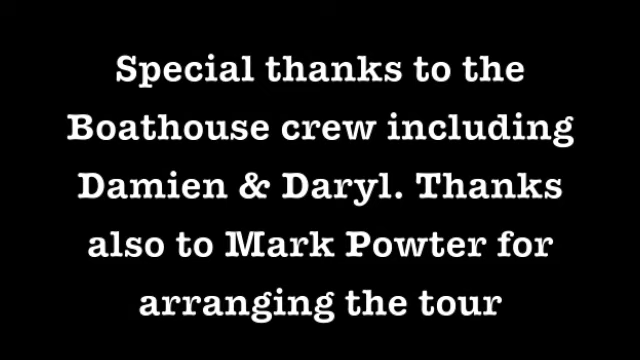 Special thanks to the
Boathouse crew including
Damien & Daryl. Thanks
also to Mark Powter for
arranging the tour